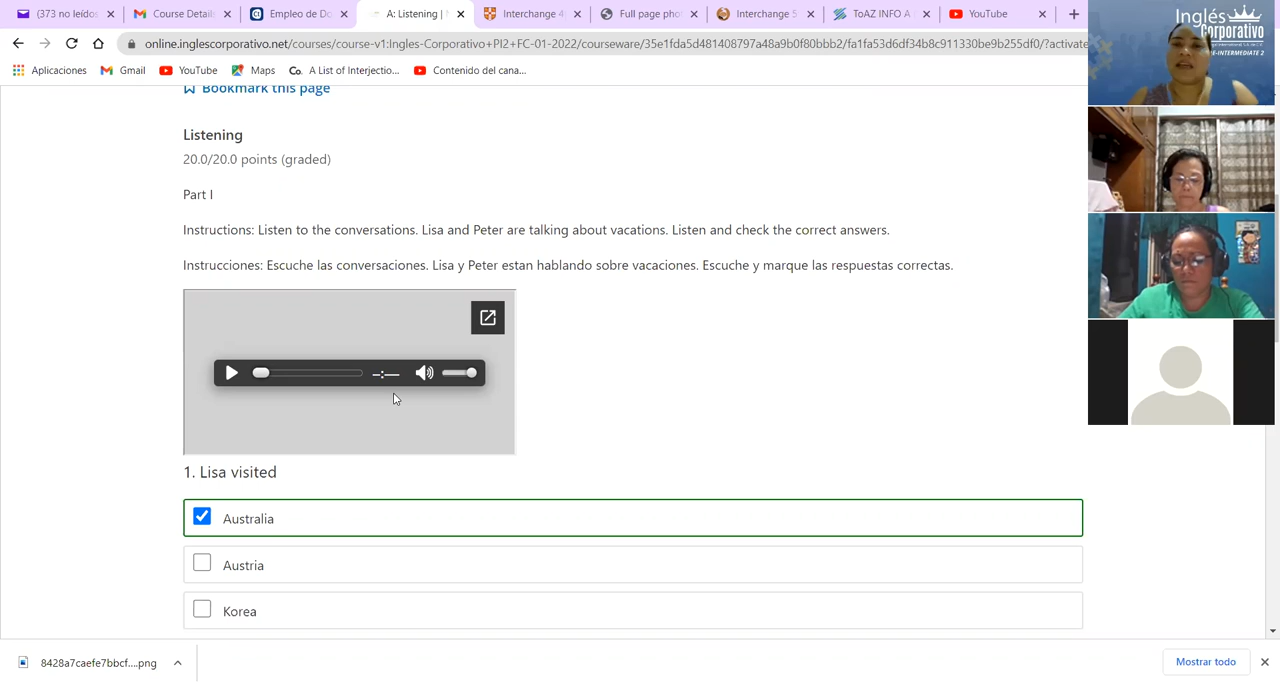 (373 no leídos
Course Details
Empleo de Do
A: Listening |
Interchange 4
Full page pho
Interchange 5
ToAZ INFO A
YouTube
online.inglescorporativo.net/courses/course-v1:Ingles-Corporativo+PI2+FC-01-2022/courseware/35e1fda5d481408797a48a9b0f80bbb2/fa1fa53d6df34b8c911330be9b255df0/?activate
Aplicaciones
Gmail
YouTube
Maps
Co. A List of Interjectio...
Contenido del cana...
Inglés
Corporativo
PRE-INTERMEDIATE 2
Bookmark this page
Listening
20.0/20.0 points (graded)
Part I
Instructions: Listen to the conversations. Lisa and Peter are talking about vacations. Listen and check the correct answers.
Instrucciones: Escuche las conversaciones. Lisa y Peter estan hablando sobre vacaciones. Escuche y marque las respuestas correctas.
--:--
1. Lisa visited
Australia
Austria
Korea
8428a7caefe7bbcf....png
Mostrar todo